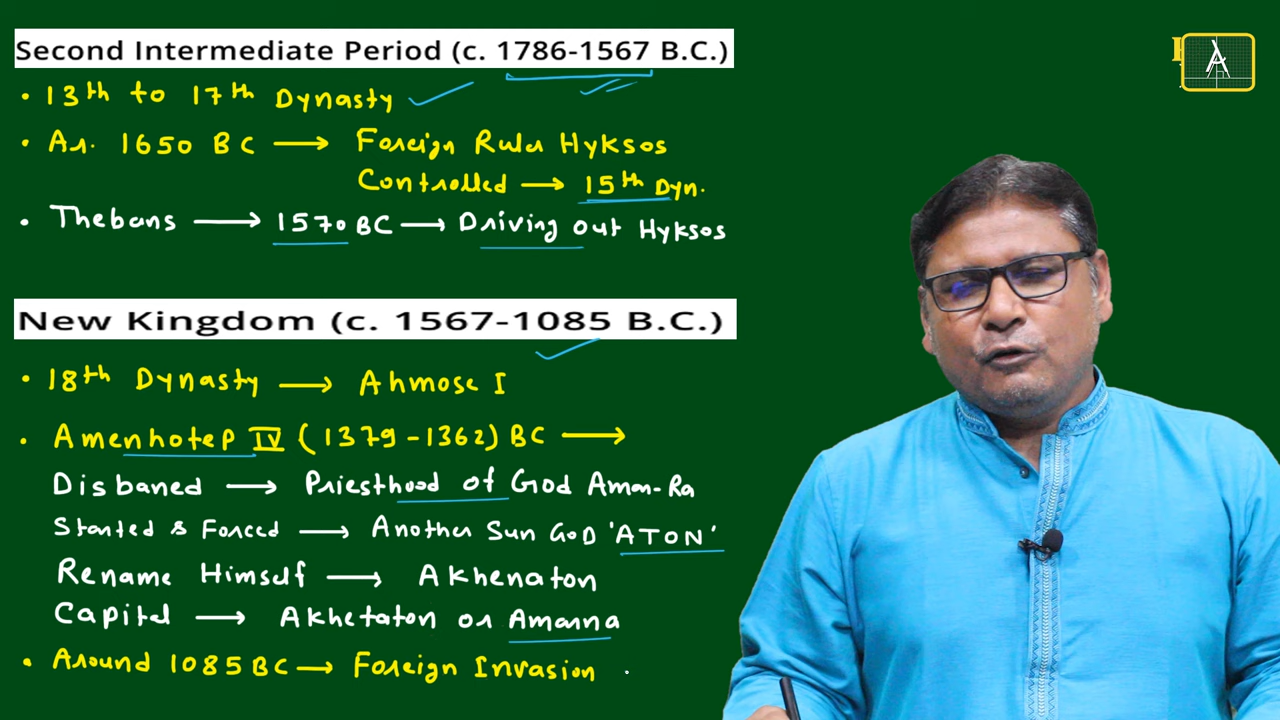 Second Intermediate Period (c. 1786-1567 B.C.)
• 13th to 17th Dynasty
• Ar. 1650 BC → Foreign Ruler Hyksos
Controlled → 15th Dyn.
• Thebans → 1570 BC → Driving out Hyksos
New Kingdom (c. 1567-1085 B.C.)
• 18th Dynasty → Ahmose I
• Amenhotep IV (1379-1362) BC →
Disbaned → Priesthood of God Amon-Ra
Started & Forced → Another Sun GoD 'ATON'
Rename Himself → Akhenaton
Capital → Akhetaton or Amarna
• Around 1085 BC → Foreign Invasion